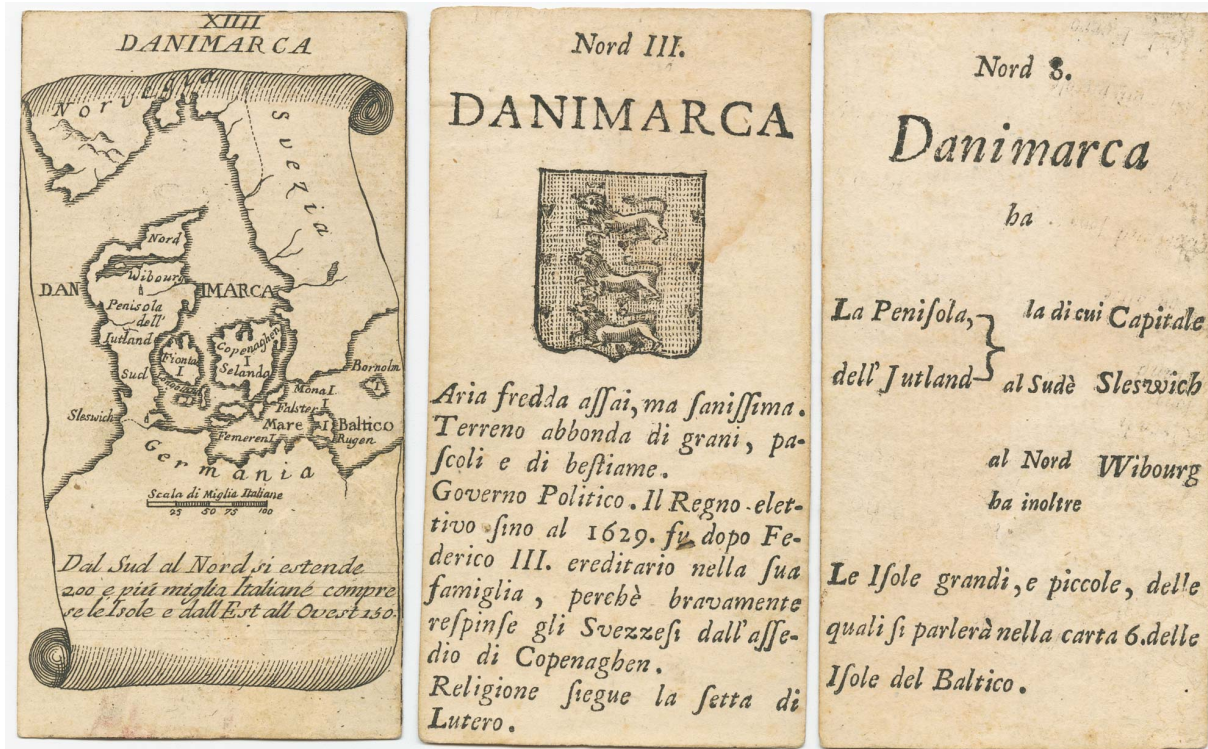 XIIII
DANIMARCA
Norvegia
Svezia
Nord
Wibourg
DANIMARCA
Penisola
dell'
Iutland
Copenaghen
I
Selanda
Fionia
I
Sud
Bornolm
I
Mona I
Falster I
Sleswich
Mare
I
Baltico
Femeren I
Rugen
Germania
Scala di Miglia Italiane
25 50 75 100
Dal Sud al Nord si estende
200 e più miglia Italiane compre
se le Isole e dall Est all Ovest 150.
Nord III.
DANIMARCA
Aria fredda aſſai, ma ſaniſſima.
Terreno abbonda di grani, pa-
ſcoli e di beſtiame.
Governo Politico. Il Regno elet-
tivo ſino al 1629. fu dopo Fe-
derico III. ereditario nella ſua
famiglia, perchè bravamente
reſpinſe gli Svezzeſi dall'aſſe-
dio di Copenaghen.
Religione ſiegue la ſetta di
Lutero.
Nord 8.
Danimarca
ha
La Peniſola, la di cui Capitale
dell' Jutland al Sudè Sleswich
al Nord Wibourg
ha inoltre
Le Iſole grandi, e piccole, delle
quali ſi parlerà nella carta 6. delle
Iſole del Baltico.